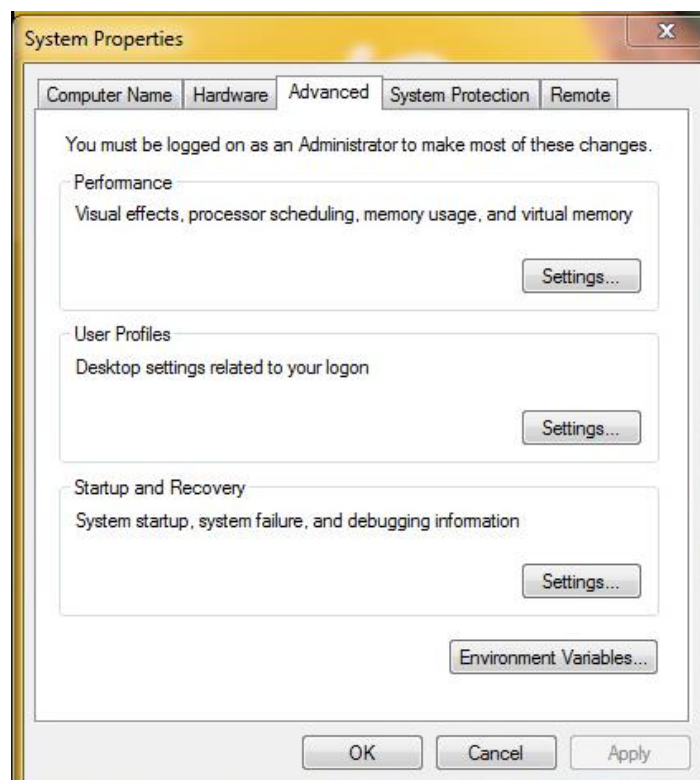 System Properties
X
Computer Name Hardware Advanced System Protection Remote
You must be logged on as an Administrator to make most of these changes.
Performance
Visual effects, processor scheduling, memory usage, and virtual memory
Settings...
User Profiles
Desktop settings related to your logon
Settings...
Startup and Recovery
System startup, system failure, and debugging information
Settings...
Environment Variables...
OK Cancel Apply